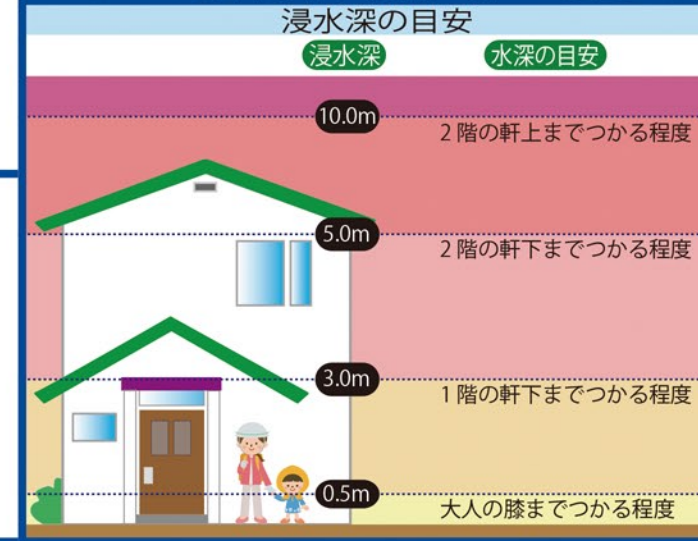 浸水深の目安
浸水深 水深の目安
10.0m
2階の軒上までつかる程度
5.0m
2階の軒下までつかる程度
3.0m
1階の軒下までつかる程度
0.5m
大人の膝までつかる程度